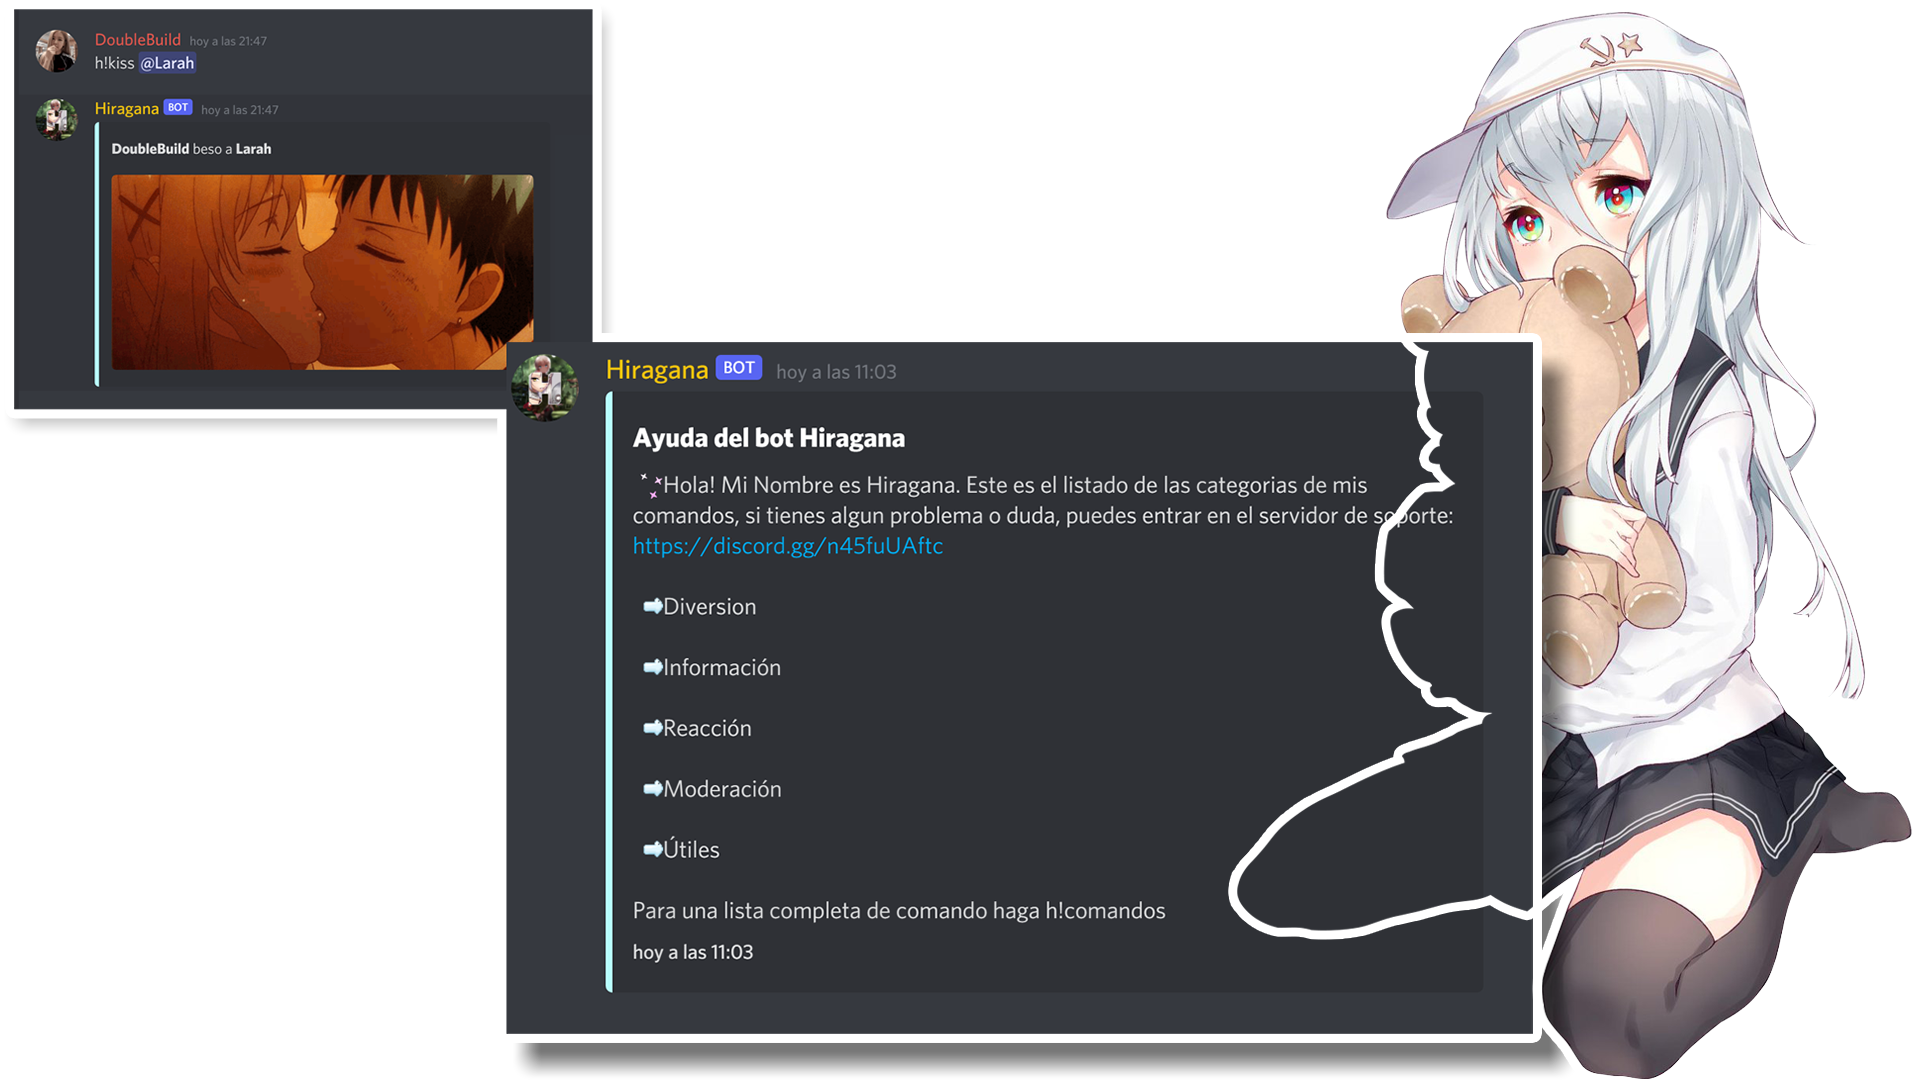 DoubleBuild hoy a las 21:47
h!kiss @Larah
Hiragana BOT hoy a las 21:47
DoubleBuild beso a Larah
Hiragana BOT hoy a las 11:03
Ayuda del bot Hiragana
Hola! Mi Nombre es Hiragana. Este es el listado de las categorias de mis
comandos, si tienes algun problema o duda, puedes entrar en el servidor de soporte:
https://discord.gg/n45fuUAftc
Diversion
Información
Reacción
Moderación
Útiles
Para una lista completa de comando haga h!comandos
hoy a las 11:03